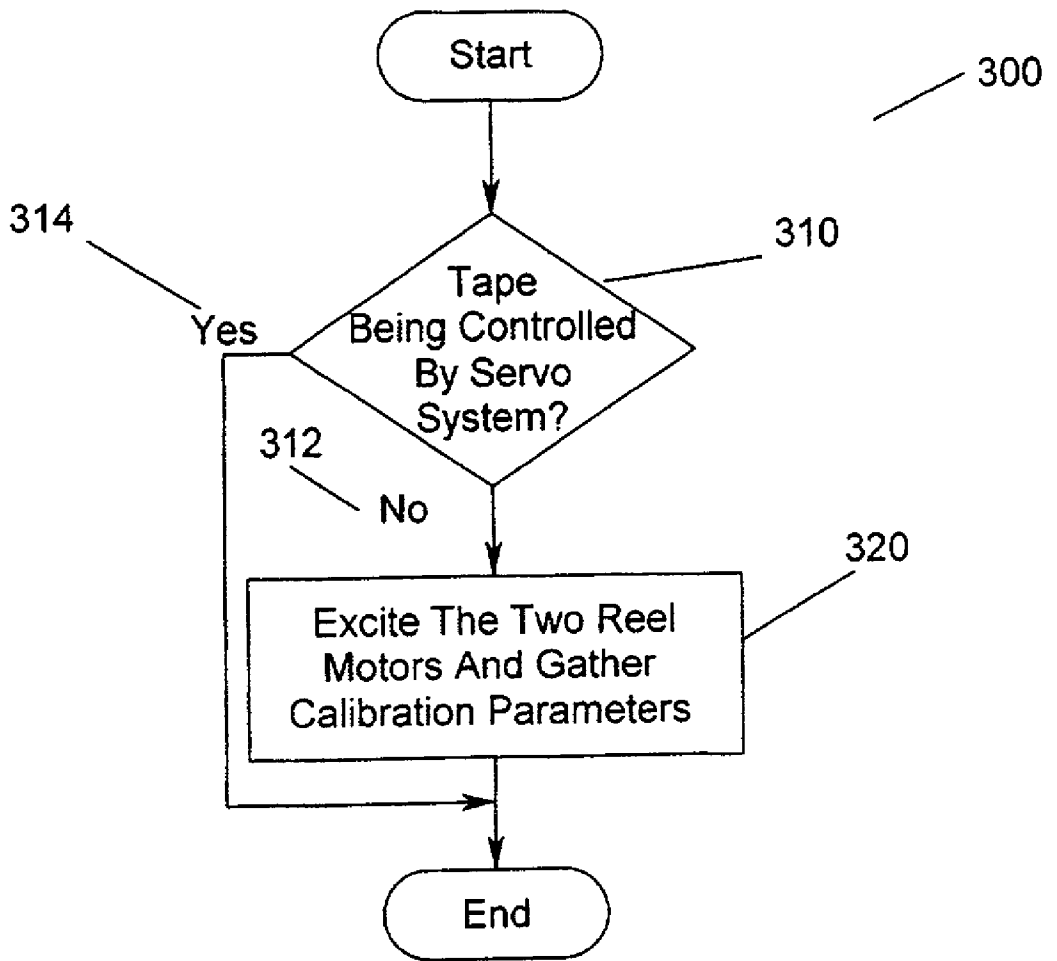 Start
300
314
310
Yes
Tape
Being Controlled
By Servo
System?
312
No
320
Excite The Two Reel
Motors And Gather
Calibration Parameters
End